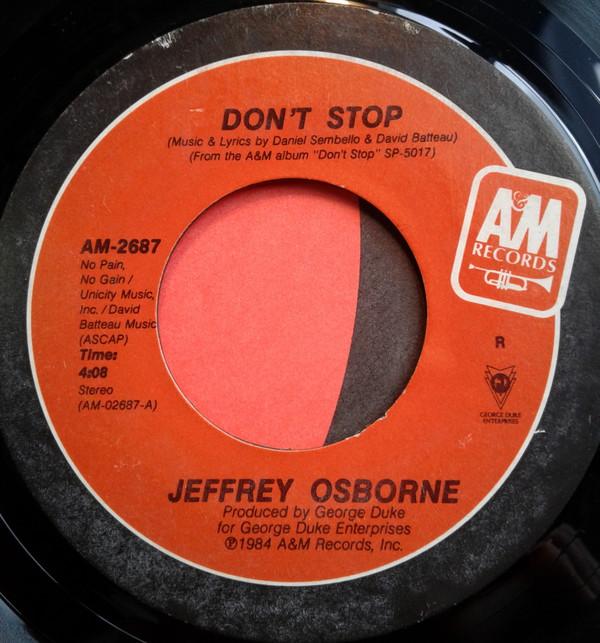 DON'T STOP
(Music & Lyrics by Daniel Sembello & David Batteau)
(From the A&M album "Don't Stop" SP-5017)
A&M
RECORDS
AM-2687
No Pain,
No Gain /
Unicity Music,
Inc. / David
Batteau Music
(ASCAP)
Time:
4:08
Stereo
(AM-02687-A)
R
GEORGE DUKE
ENTERPRISES
JEFFREY OSBORNE
Produced by George Duke
for George Duke Enterprises
℗1984 A&M Records, Inc.